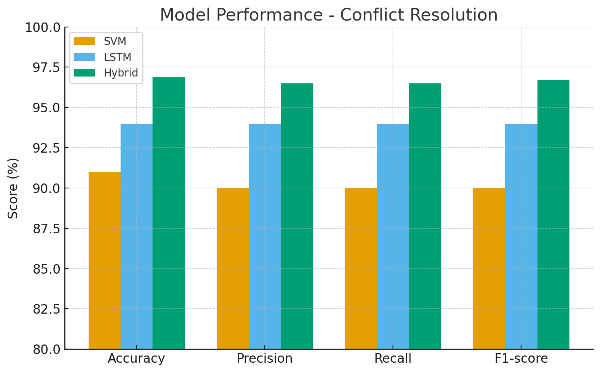 Model Performance - Conflict Resolution
SVM
LSTM
Hybrid
Score (%)
100.0
97.5
95.0
92.5
90.0
87.5
85.0
82.5
80.0
Accuracy Precision Recall F1-score